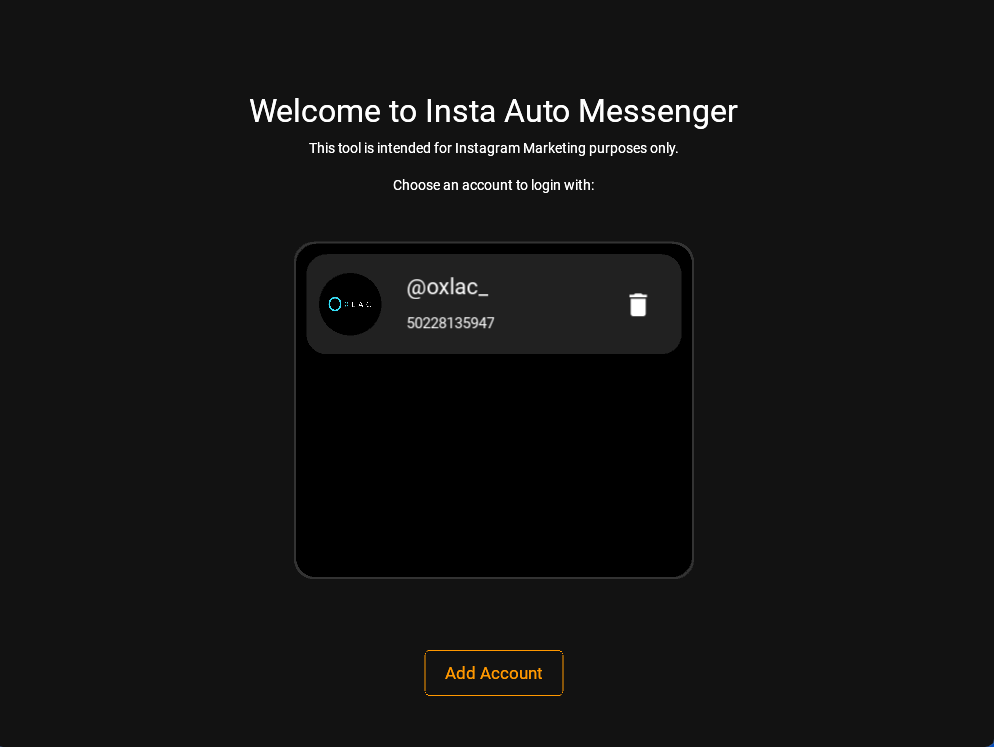 Welcome to Insta Auto Messenger
This tool is intended for Instagram Marketing purposes only.
Choose an account to login with:
OXLAC
@oxlac_
50228135947
Add Account